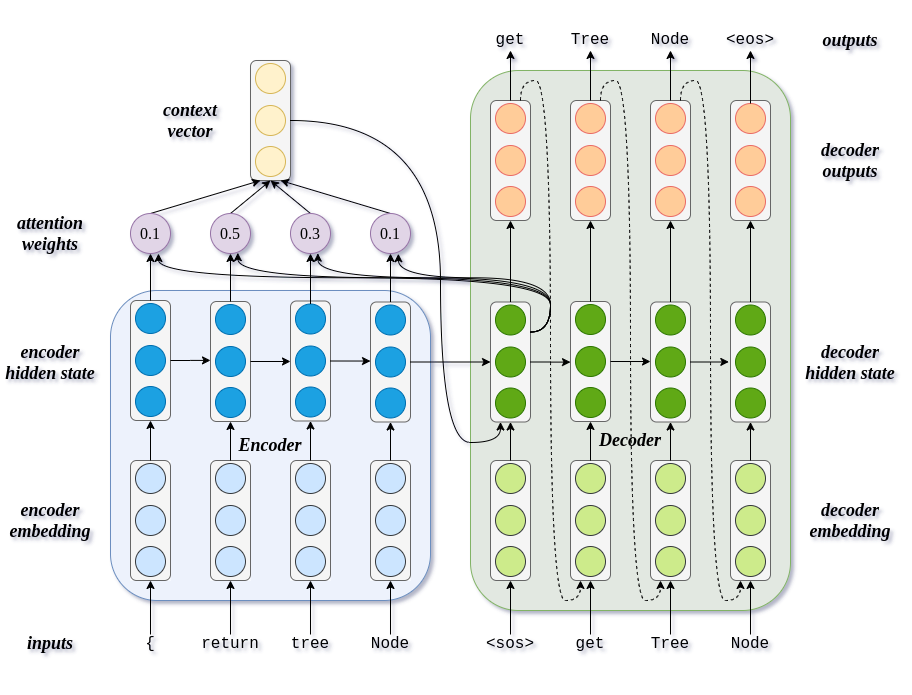 get Tree Node <eos> outputs
context
vector
decoder
outputs
attention
weights
0.1 0.5 0.3 0.1
encoder
hidden state
decoder
hidden state
Encoder
Decoder
encoder
embedding
decoder
embedding
inputs { return tree Node <sos> get Tree Node